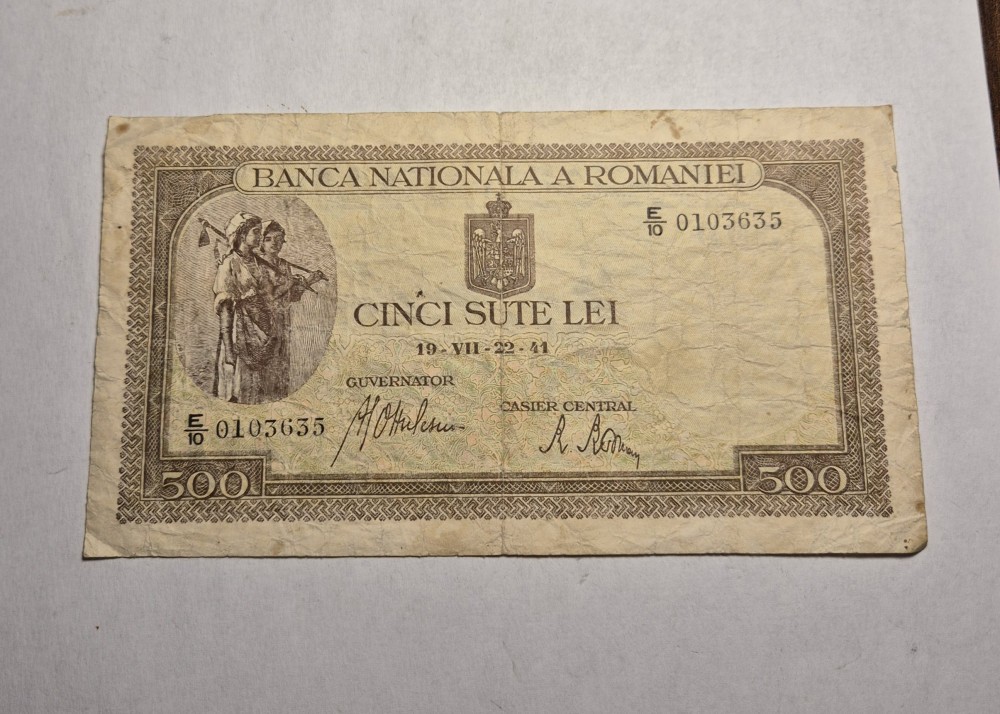 BANCA NATIONALA A ROMANIEI
E/10 0103635
CINCI SUTE LEI
19-VII-22-41
GUVERNATOR
CASIER CENTRAL
E/10 0103635
500
500